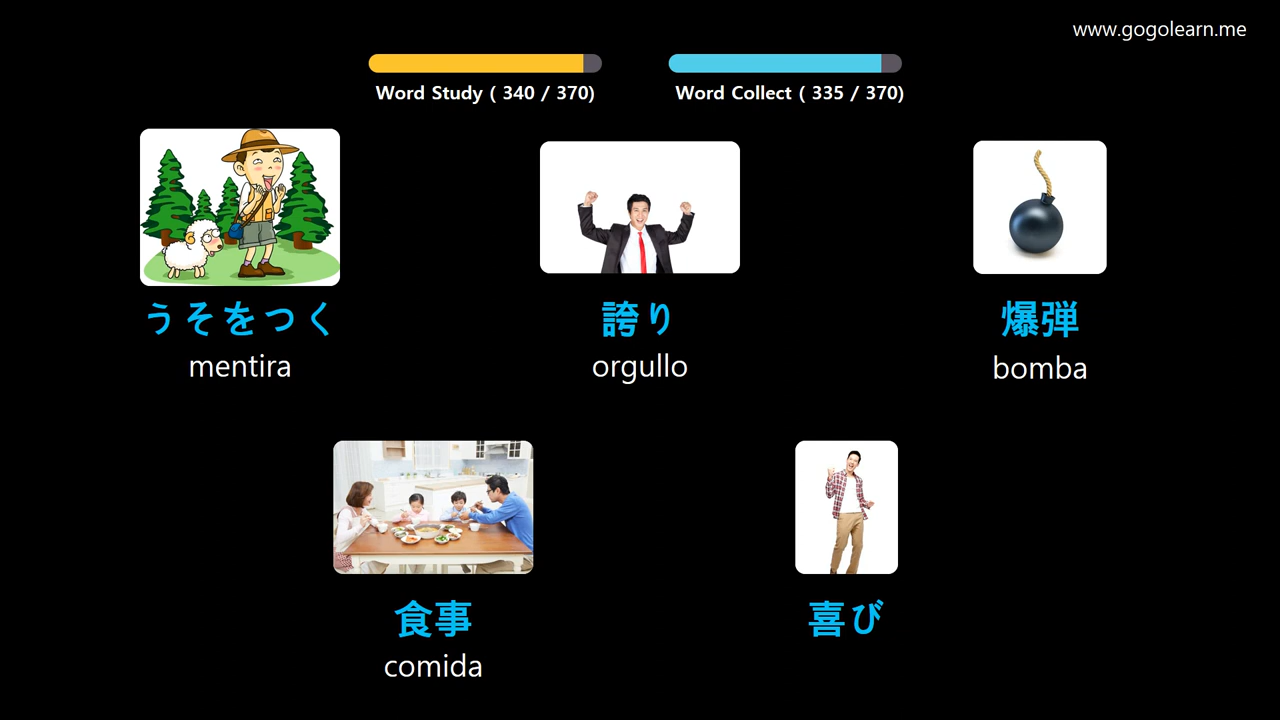 www.gogolearn.me
Word Study ( 340 / 370)
Word Collect ( 335 / 370)
うそをつく
mentira
誇り
orgullo
爆弾
bomba
食事
comida
喜び